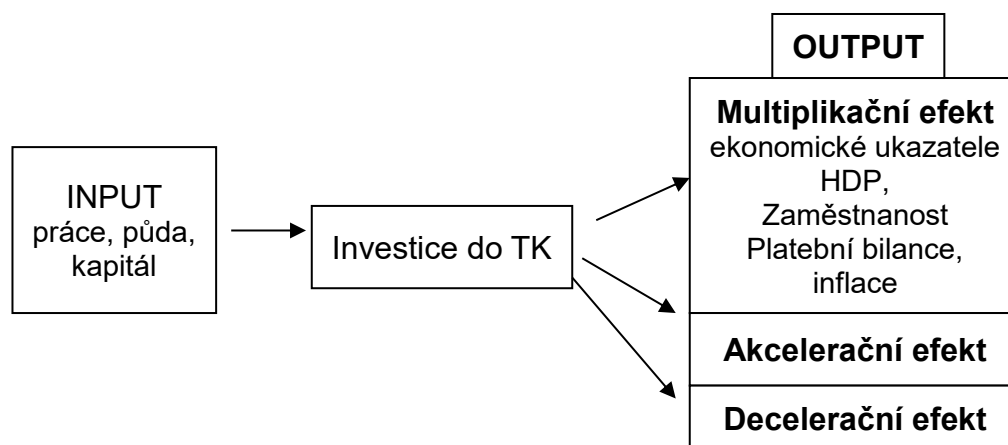 INPUT
práce, půda,
kapitál
Investice do TK
OUTPUT
Multiplikační efekt
ekonomické ukazatele
HDP,
Zaměstnanost
Platební bilance,
inflace
Akcelerační efekt
Decelerační efekt